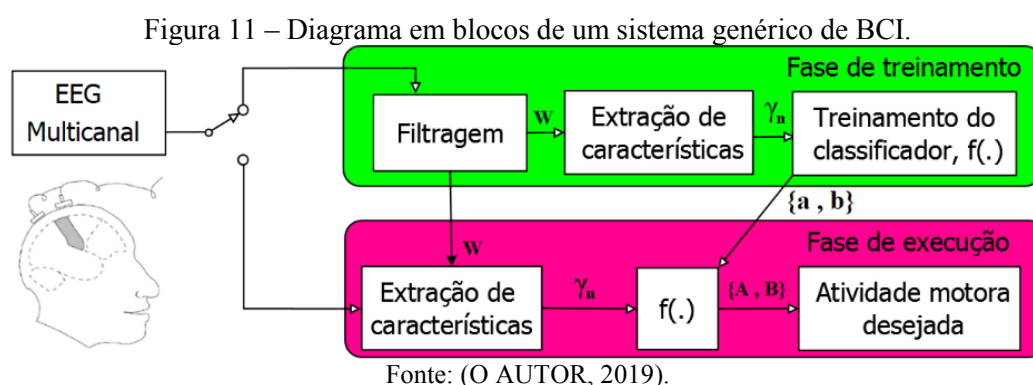 Figura 11 – Diagrama em blocos de um sistema genérico de BCI.
EEG
Multicanal
Fase de treinamento
Filtragem
W
Extração de
características
γn
Treinamento do
classificador, f(.)
{a , b}
W
Fase de execução
Extração de
características
γn
f(.)
{A , B}
Atividade motora
desejada
Fonte: (O AUTOR, 2019).